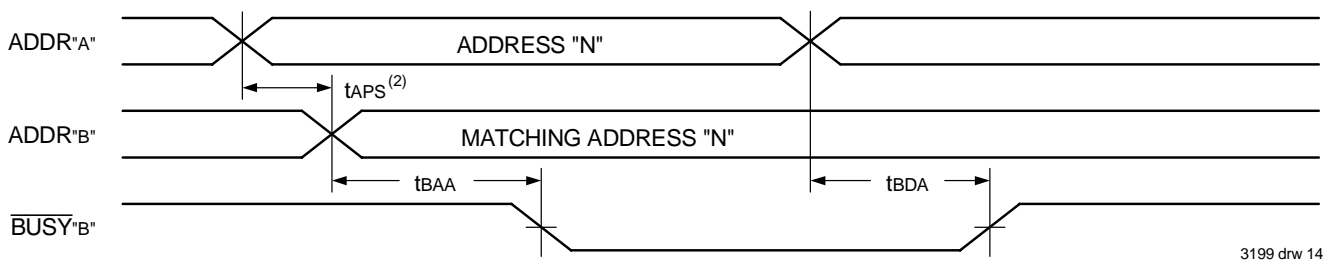 ADDR"A"
ADDRESS "N"
tAPS(2)
ADDR"B"
MATCHING ADDRESS "N"
tBAA
tBDA
BUSY"B"
3199 drw 14